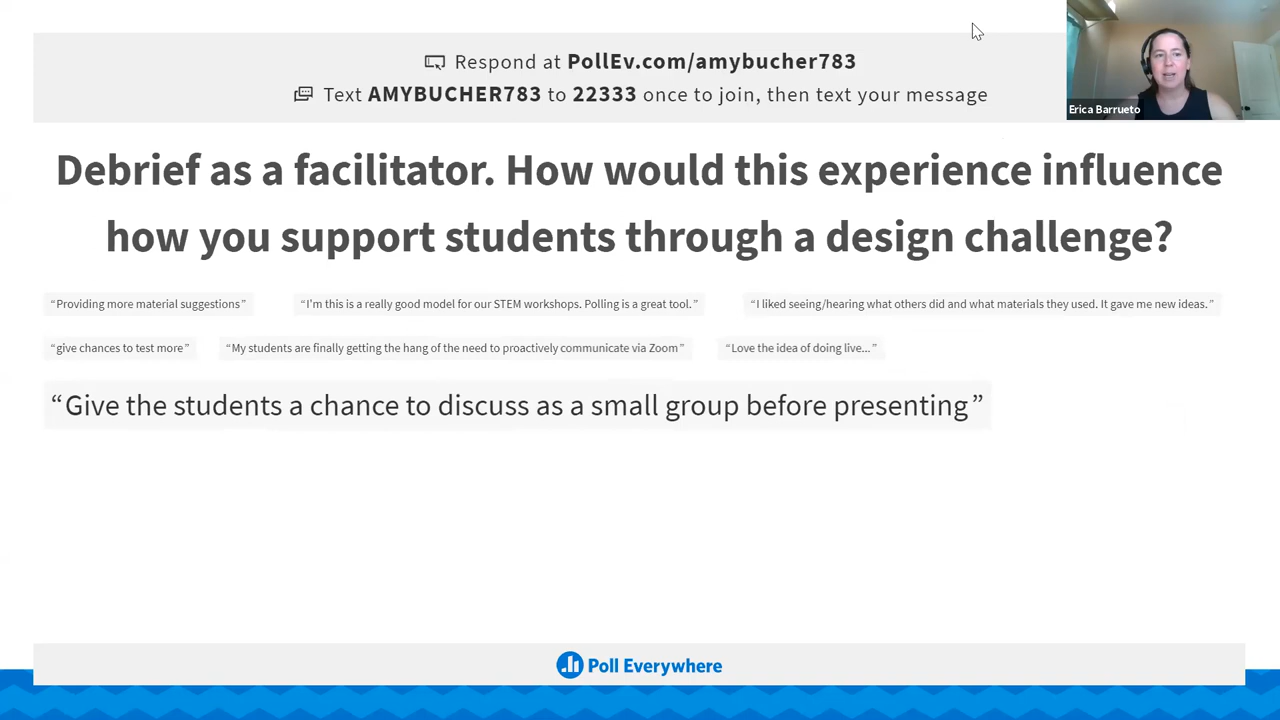 Respond at PollEv.com/amybucher783
Text AMYBUCHER783 to 22333 once to join, then text your message
Erica Barrueto
Debrief as a facilitator. How would this experience influence
how you support students through a design challenge?
“Providing more material suggestions” “I'm this is a really good model for our STEM workshops. Polling is a great tool.” “I liked seeing/hearing what others did and what materials they used. It gave me new ideas.”
“give chances to test more” “My students are finally getting the hang of the need to proactively communicate via Zoom” “Love the idea of doing live...”
“Give the students a chance to discuss as a small group before presenting”
Poll Everywhere